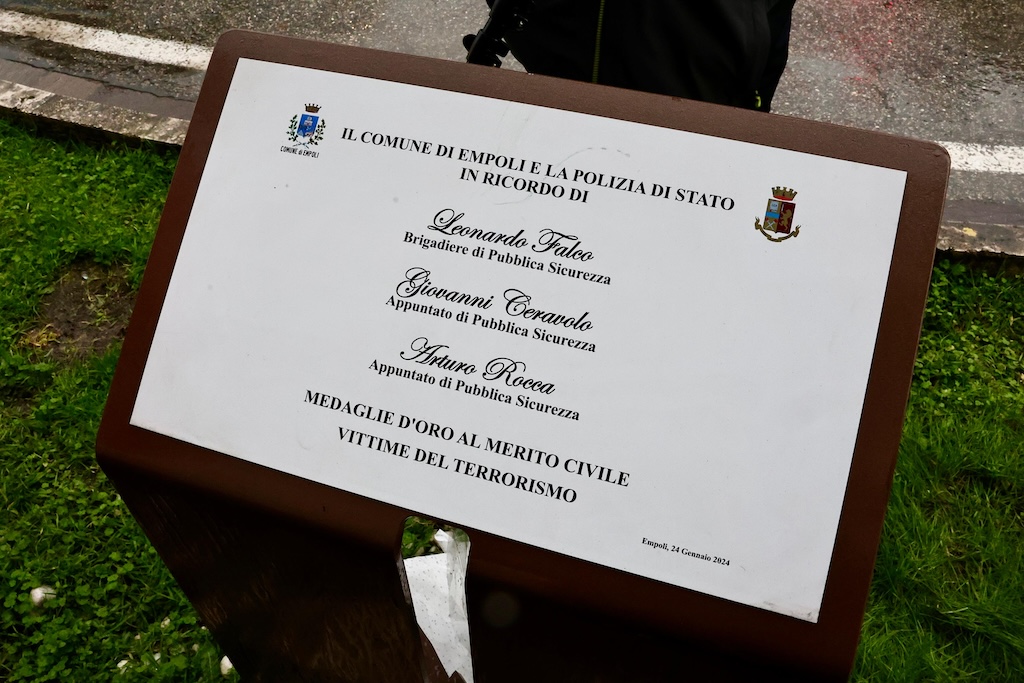 COMUNE di EMPOLI
IL COMUNE DI EMPOLI E LA POLIZIA DI STATO
IN RICORDO DI
Leonardo Falco
Brigadiere di Pubblica Sicurezza
Giovanni Ceravolo
Appuntato di Pubblica Sicurezza
Arturo Rocca
Appuntato di Pubblica Sicurezza
MEDAGLIE D'ORO AL MERITO CIVILE
VITTIME DEL TERRORISMO
Empoli, 24 Gennaio 2024